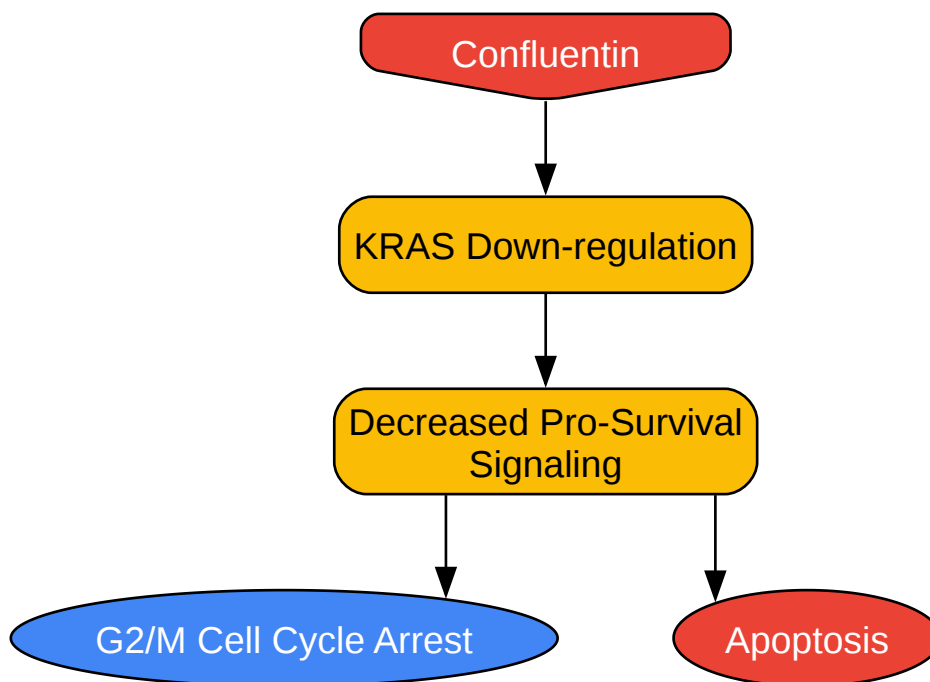 Confluentin
KRAS Down-regulation
Decreased Pro-Survival
Signaling
G2/M Cell Cycle Arrest
Apoptosis